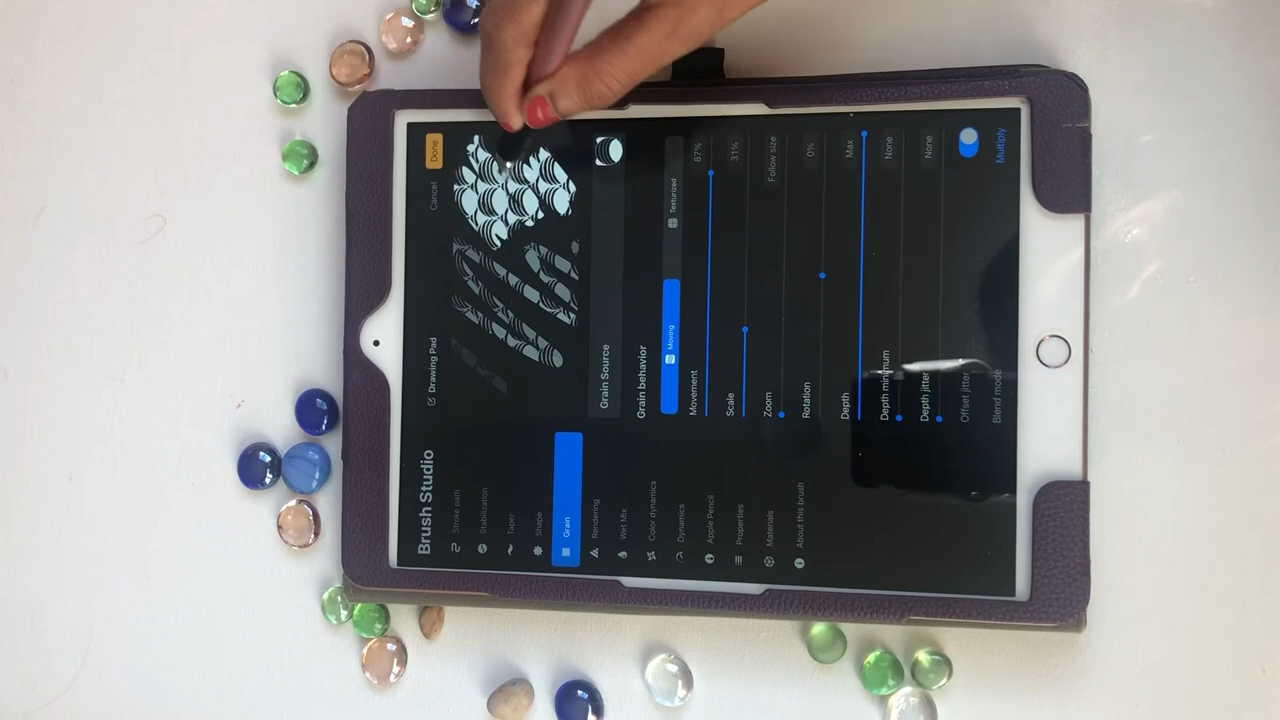 Brush Studio
Drawing Pad
Cancel
Done
Stroke path
Stabilization
Taper
Shape
Grain
Rendering
Wet Mix
Color dynamics
Dynamics
Apple Pencil
Properties
Materials
About this brush
Grain Source
Grain behavior
Moving
Texturized
Movement 87%
Scale 31%
Zoom Follow size
Rotation 0%
Depth Max
Depth minimum None
Depth jitter None
Offset jitter
Blend mode Multiply